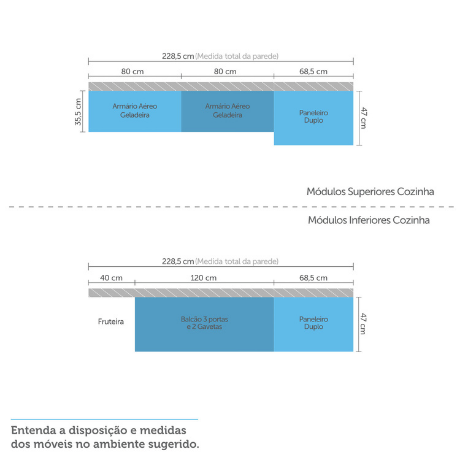 228,5 cm (Medida total da parede)
80 cm
80 cm
68,5 cm
35,5 cm
Armário Aéreo
Geladeira
Armário Aéreo
Geladeira
Paneleiro
Duplo
47 cm
Módulos Superiores Cozinha
Módulos Inferiores Cozinha
228,5 cm (Medida total da parede)
40 cm
120 cm
68,5 cm
Fruteira
Balcão 3 portas
e 2 Gavetas
Paneleiro
Duplo
47 cm
Entenda a disposição e medidas
dos móveis no ambiente sugerido.